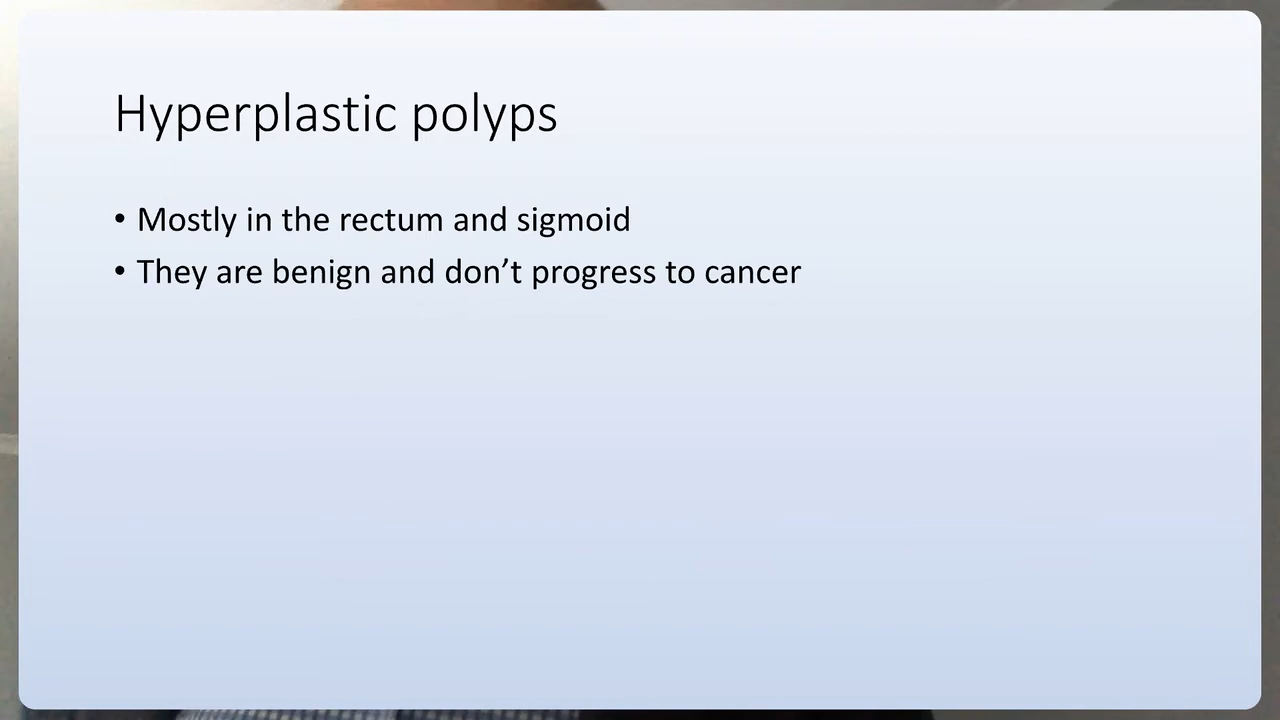 Hyperplastic polyps
• Mostly in the rectum and sigmoid
• They are benign and don’t progress to cancer